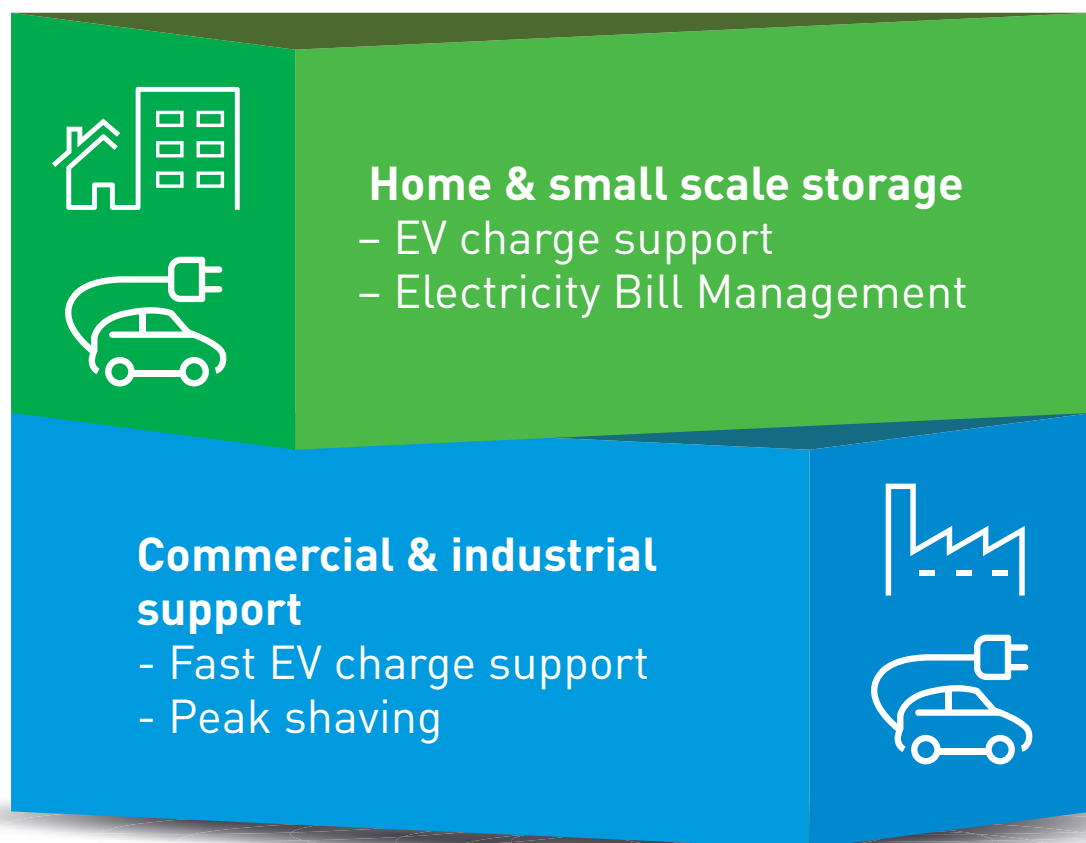 Home & small scale storage
– EV charge support
– Electricity Bill Management
Commercial & industrial
support
- Fast EV charge support
- Peak shaving